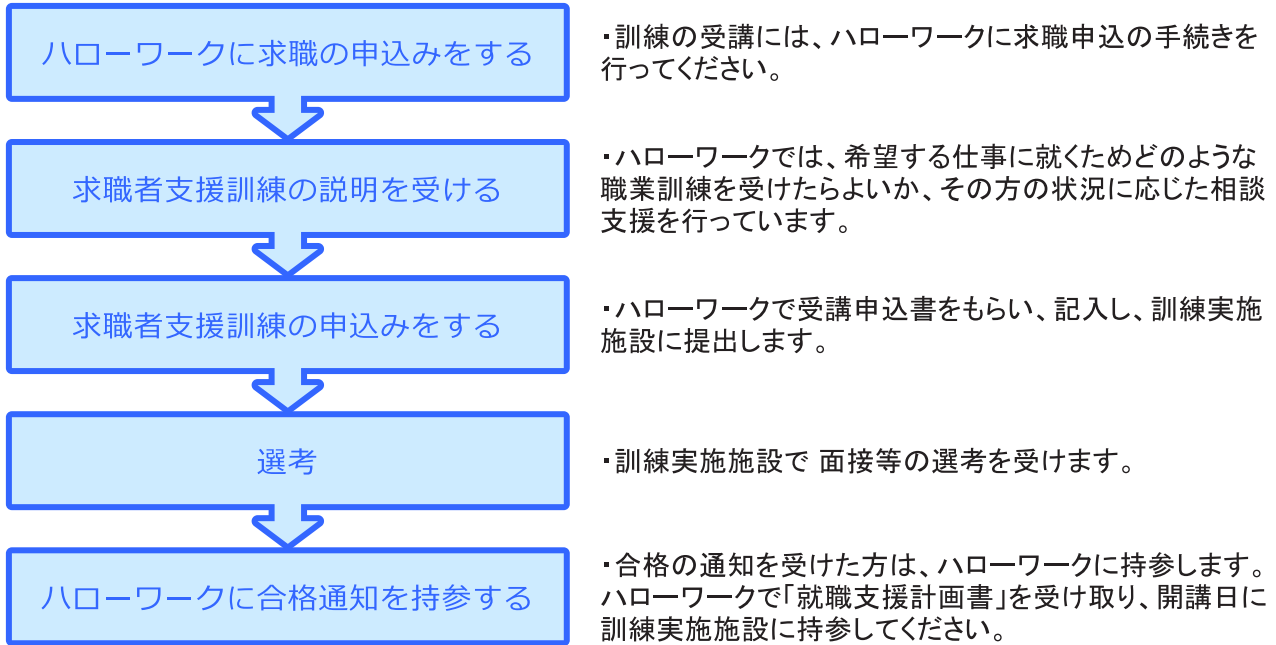 ハローワークに求職の申込みをする
・訓練の受講には、ハローワークに求職申込の手続きを
行ってください。
求職者支援訓練の説明を受ける
・ハローワークでは、希望する仕事に就くためどのような
職業訓練を受けたらよいか、その方の状況に応じた相談
支援を行っています。
求職者支援訓練の申込みをする
・ハローワークで受講申込書をもらい、記入し、訓練実施
施設に提出します。
選考
・訓練実施施設で 面接等の選考を受けます。
ハローワークに合格通知を持参する
・合格の通知を受けた方は、ハローワークに持参します。
ハローワークで「就職支援計画書」を受け取り、開講日に
訓練実施施設に持参してください。